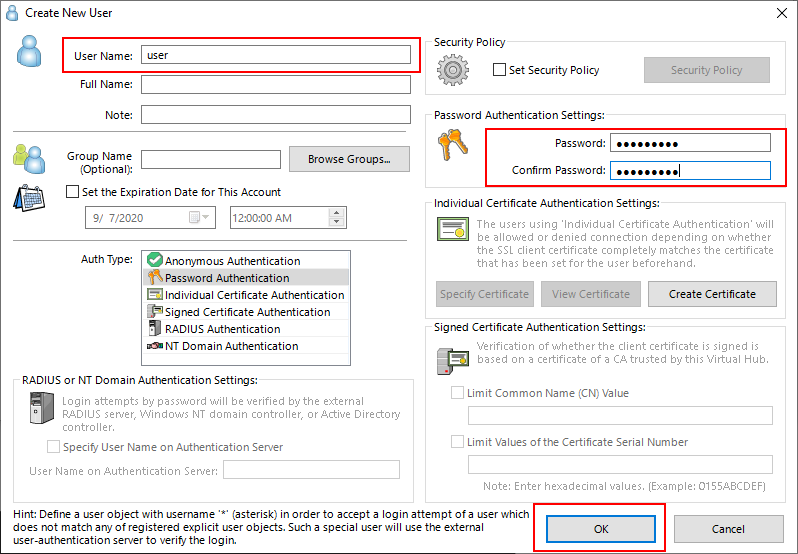 Create New User
User Name: user
Full Name:
Note:
Group Name
(Optional):
Browse Groups...
Set the Expiration Date for This Account
9/ 7/2020
12:00:00 AM
Auth Type:
Anonymous Authentication
Password Authentication
Individual Certificate Authentication
Signed Certificate Authentication
RADIUS Authentication
NT Domain Authentication
RADIUS or NT Domain Authentication Settings:
Login attempts by password will be verified by the external
RADIUS server, Windows NT domain controller, or Active Directory
controller.
Specify User Name on Authentication Server
User Name on Authentication Server:
Security Policy
Set Security Policy
Security Policy
Password Authentication Settings:
Password: ●●●●●●●●●
Confirm Password: ●●●●●●●●●
Individual Certificate Authentication Settings:
The users using 'Individual Certificate Authentication' will
be allowed or denied connection depending on whether
the SSL client certificate completely matches the certificate
that has been set for the user beforehand.
Specify Certificate
View Certificate
Create Certificate
Signed Certificate Authentication Settings:
Verification of whether the client certificate is signed is
based on a certificate of a CA trusted by this Virtual Hub.
Limit Common Name (CN) Value
Limit Values of the Certificate Serial Number
Note: Enter hexadecimal values. (Example: 0155ABCDEF)
Hint: Define a user object with username '*' (asterisk) in order to accept a login attempt of a user which
does not match any of registered explicit user objects. Such a special user will use the external
user-authentication server to verify the login.
OK
Cancel